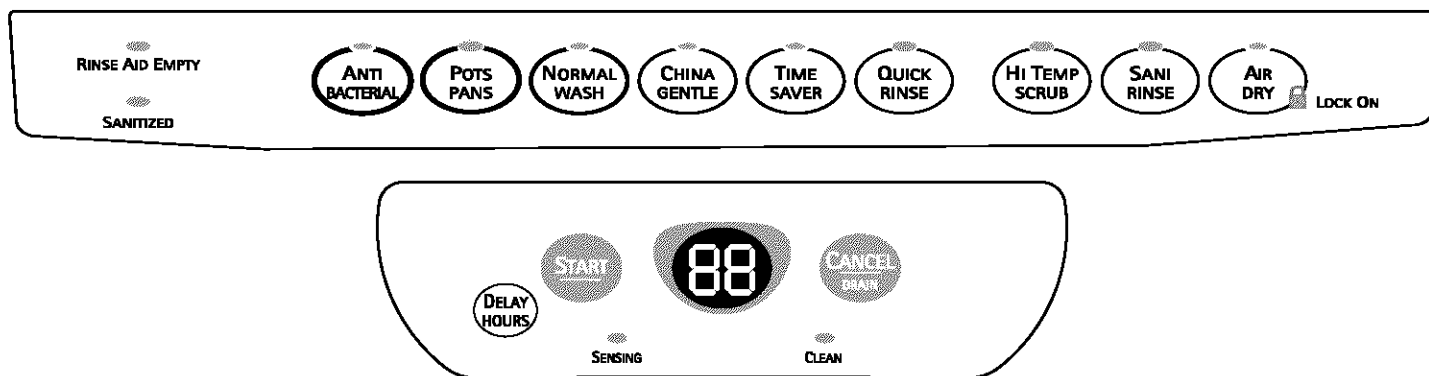 RINSE AID EMPTY
SANITIZED
ANTI
BACTERIAL
POTS
PANS
NORMAL
WASH
CHINA
GENTLE
TIME
SAVER
QUICK
RINSE
HI TEMP
SCRUB
SANI
RINSE
AIR
DRY
LOCK ON
START
88
CANCEL
DRAIN
DELAY
HOURS
SENSING
CLEAN